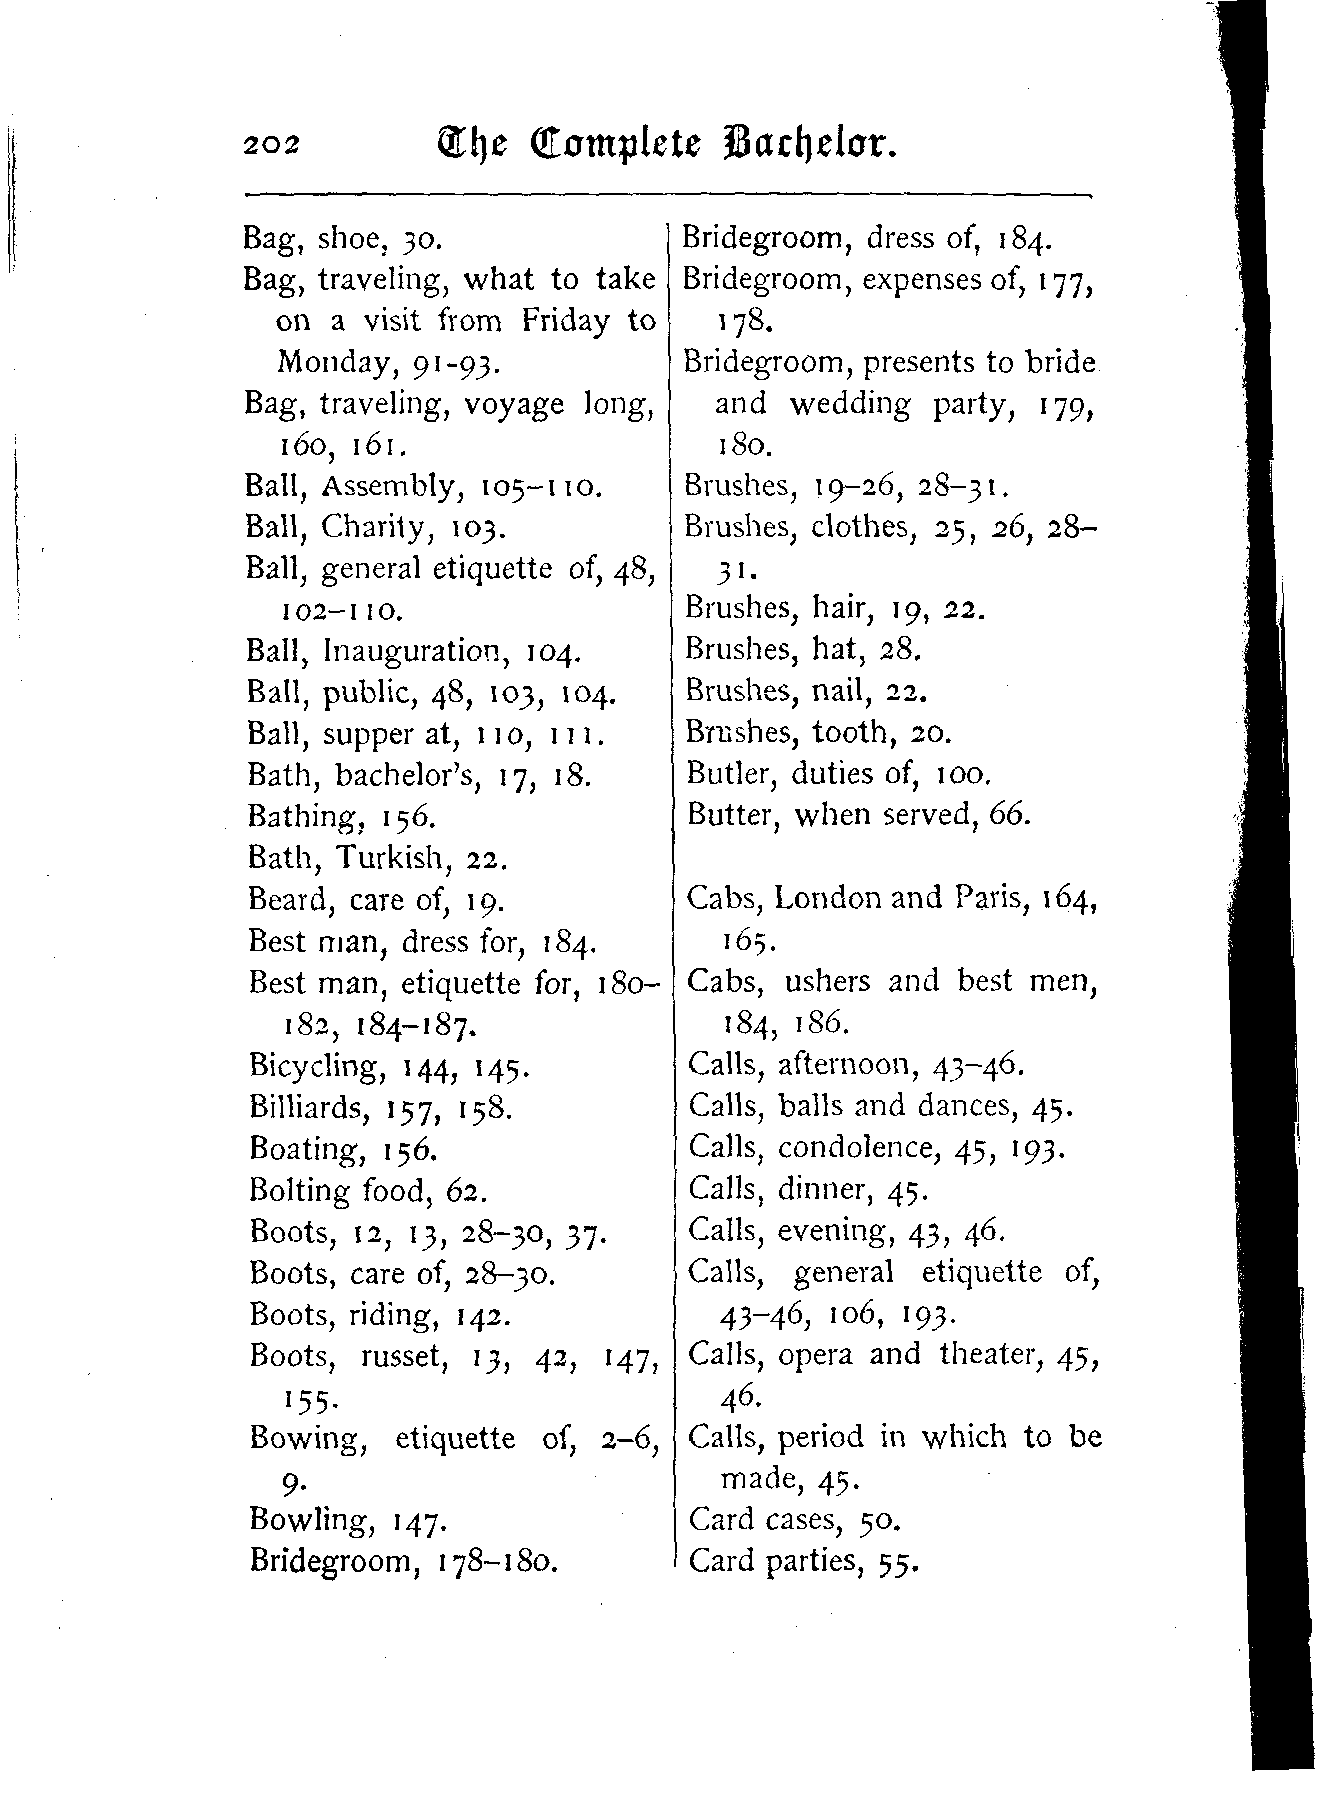 202 The Complete Bachelor.
Bag, shoe, 30.
Bag, traveling, what to take
on a visit from Friday to
Monday, 91-93.
Bag, traveling, voyage long,
160, 161.
Ball, Assembly, 105–110.
Ball, Charity, 103.
Ball, general etiquette of, 48,
102–110.
Ball, Inauguration, 104.
Ball, public, 48, 103, 104.
Ball, supper at, 110, 111.
Bath, bachelor's, 17, 18.
Bathing, 156.
Bath, Turkish, 22.
Beard, care of, 19.
Best man, dress for, 184.
Best man, etiquette for, 180–
182, 184–187.
Bicycling, 144, 145.
Billiards, 157, 158.
Boating, 156.
Bolting food, 62.
Boots, 12, 13, 28–30, 37.
Boots, care of, 28–30.
Boots, riding, 142.
Boots, russet, 13, 42, 147,
155.
Bowing, etiquette of, 2–6,
9.
Bowling, 147.
Bridegroom, 178–180.
Bridegroom, dress of, 184.
Bridegroom, expenses of, 177,
178.
Bridegroom, presents to bride
and wedding party, 179,
180.
Brushes, 19–26, 28–31.
Brushes, clothes, 25, 26, 28–
31.
Brushes, hair, 19, 22.
Brushes, hat, 28.
Brushes, nail, 22.
Brushes, tooth, 20.
Butler, duties of, 100.
Butter, when served, 66.
Cabs, London and Paris, 164,
165.
Cabs, ushers and best men,
184, 186.
Calls, afternoon, 43–46.
Calls, balls and dances, 45.
Calls, condolence, 45, 193.
Calls, dinner, 45.
Calls, evening, 43, 46.
Calls, general etiquette of,
43–46, 106, 193.
Calls, opera and theater, 45,
46.
Calls, period in which to be
made, 45.
Card cases, 50.
Card parties, 55.